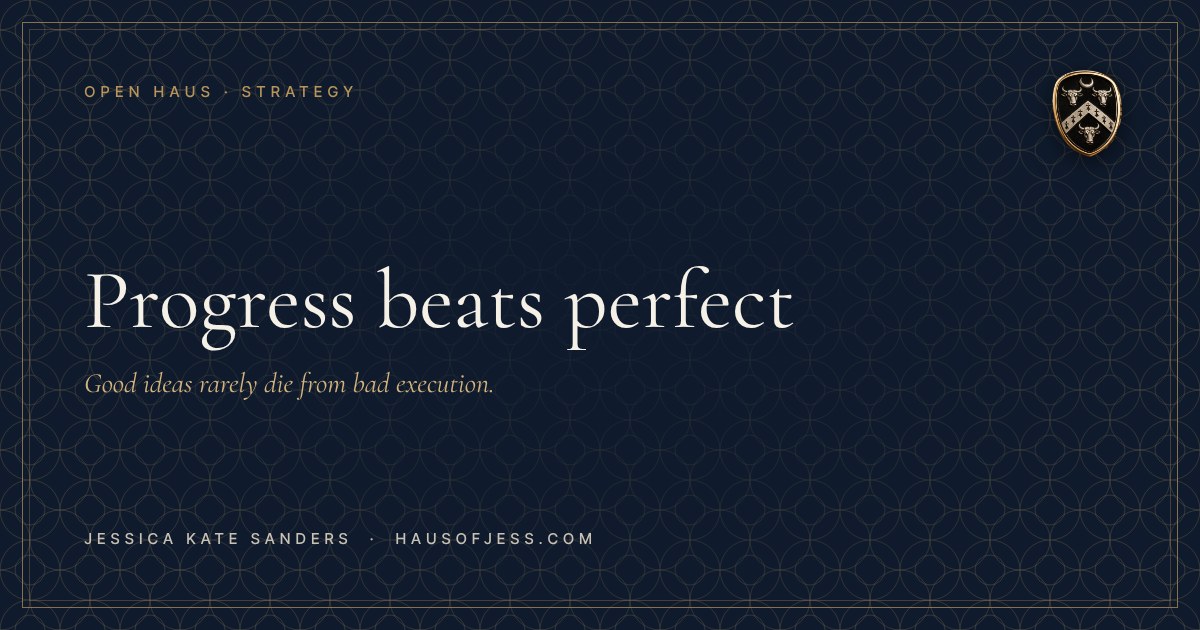 OPEN HAUS · STRATEGY
Progress beats perfect
Good ideas rarely die from bad execution.
JESSICA KATE SANDERS · HAUSOFJESS.COM